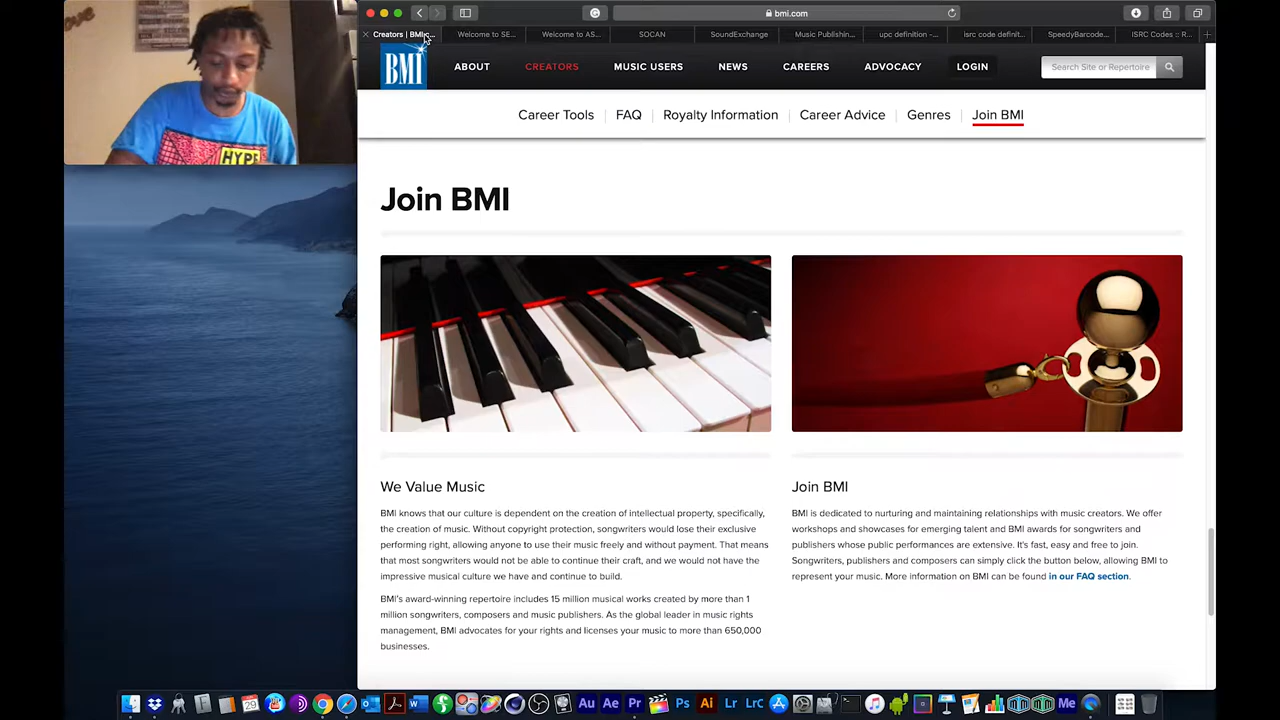 bmi.com
Creators | BMI.c...
Welcome to SE...
Welcome to AS...
SOCAN
SoundExchange
Music Publishin...
upc definition -...
isrc code definit...
SpeedyBarcode...
ISRC Codes :: R...
BMI
ABOUT
CREATORS
MUSIC USERS
NEWS
CAREERS
ADVOCACY
LOGIN
Search Site or Repertoire
Career Tools
FAQ
Royalty Information
Career Advice
Genres
Join BMI
Join BMI
We Value Music
BMI knows that our culture is dependent on the creation of intellectual property, specifically,
the creation of music. Without copyright protection, songwriters would lose their exclusive
performing right, allowing anyone to use their music freely and without payment. That means
that most songwriters would not be able to continue their craft, and we would not have the
impressive musical culture we have and continue to build.
BMI's award-winning repertoire includes 15 million musical works created by more than 1
million songwriters, composers and music publishers. As the global leader in music rights
management, BMI advocates for your rights and licenses your music to more than 650,000
businesses.
Join BMI
BMI is dedicated to nurturing and maintaining relationships with music creators. We offer
workshops and showcases for emerging talent and BMI awards for songwriters and
publishers whose public performances are extensive. It's fast, easy and free to join.
Songwriters, publishers and composers can simply click the button below, allowing BMI to
represent your music. More information on BMI can be found in our FAQ section.
HYPE
29
Au
Ae
Pr
Ps
Ai
Lr
LrC
Me